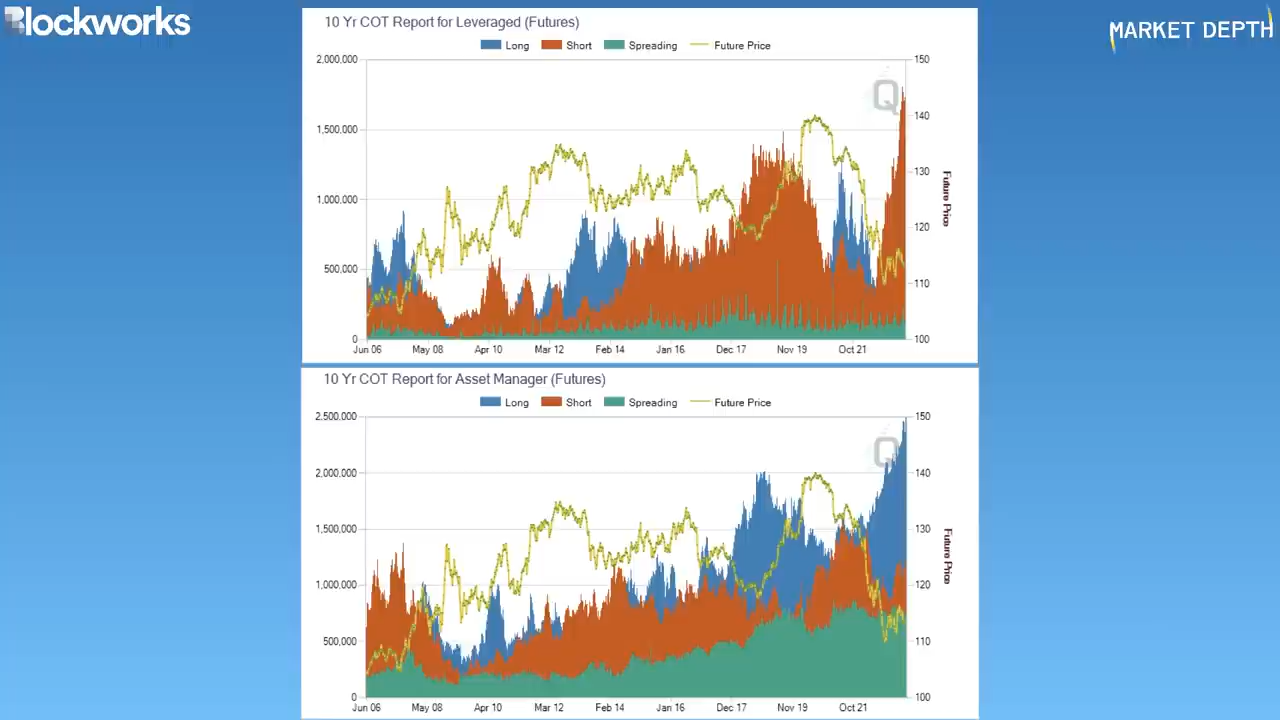 Blockworks
MARKET DEPTH
10 Yr COT Report for Leveraged (Futures)
Long Short Spreading Future Price
2,000,000
1,500,000
1,000,000
500,000
0
150
140
130
120
110
100
Future Price
Q
Jun 06 May 08 Apr 10 Mar 12 Feb 14 Jan 16 Dec 17 Nov 19 Oct 21
10 Yr COT Report for Asset Manager (Futures)
Long Short Spreading Future Price
2,500,000
2,000,000
1,500,000
1,000,000
500,000
0
150
140
130
120
110
100
Future Price
Q
Jun 06 May 08 Apr 10 Mar 12 Feb 14 Jan 16 Dec 17 Nov 19 Oct 21